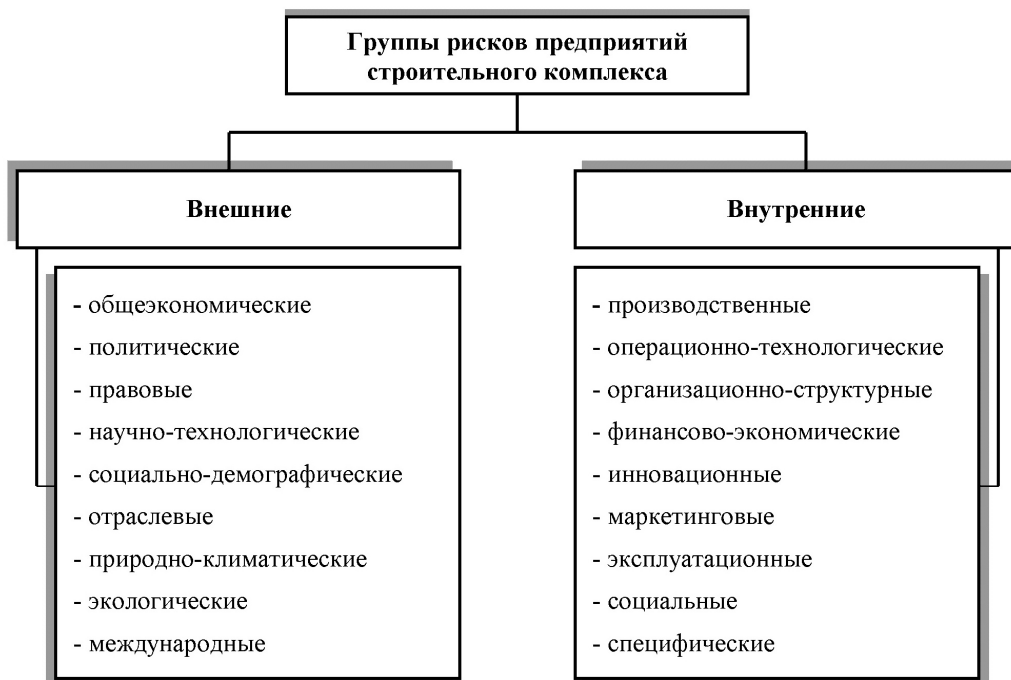 Группы рисков предприятий
строительного комплекса
Внешние
- общеэкономические
- политические
- правовые
- научно-технологические
- социально-демографические
- отраслевые
- природно-климатические
- экологические
- международные
Внутренние
- производственные
- операционно-технологические
- организационно-структурные
- финансово-экономические
- инновационные
- маркетинговые
- эксплуатационные
- социальные
- специфические